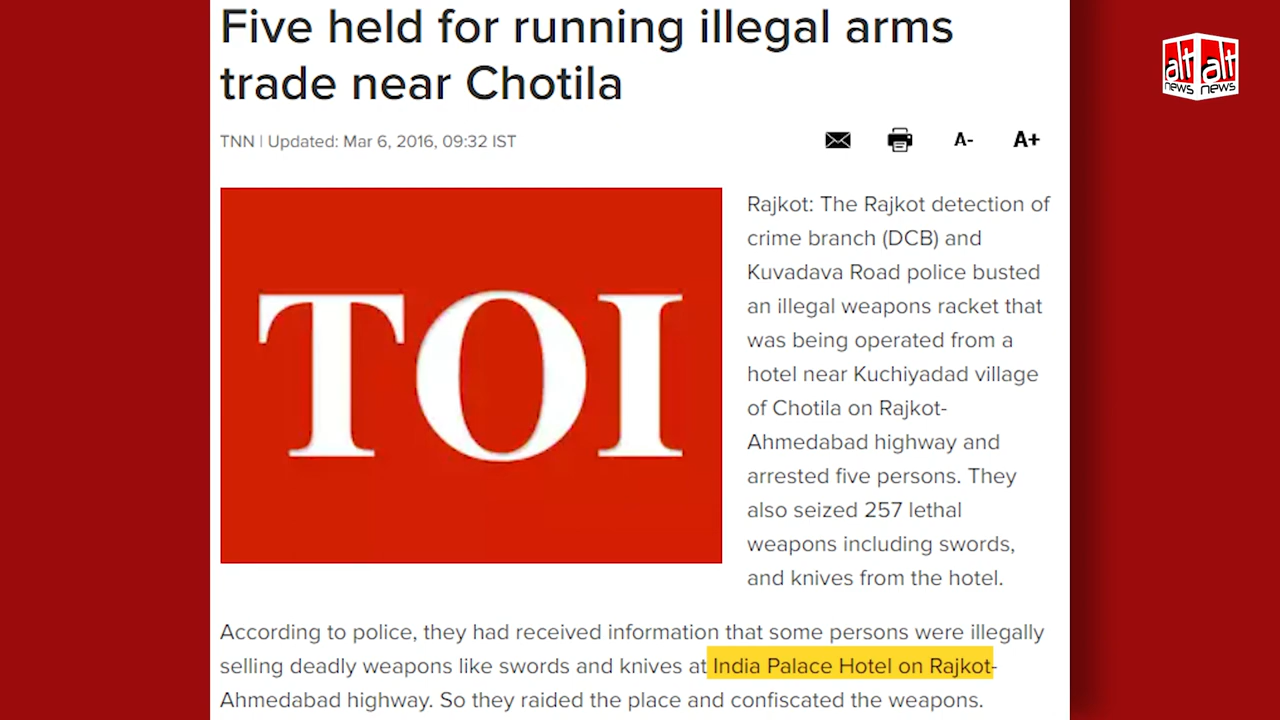 Five held for running illegal arms
trade near Chotila
TNN | Updated: Mar 6, 2016, 09:32 IST
A-
A+
alt
news
alt
news
TOI
Rajkot: The Rajkot detection of
crime branch (DCB) and
Kuvadava Road police busted
an illegal weapons racket that
was being operated from a
hotel near Kuchiyadad village
of Chotila on Rajkot-
Ahmedabad highway and
arrested five persons. They
also seized 257 lethal
weapons including swords,
and knives from the hotel.
According to police, they had received information that some persons were illegally
selling deadly weapons like swords and knives at India Palace Hotel on Rajkot-
Ahmedabad highway. So they raided the place and confiscated the weapons.